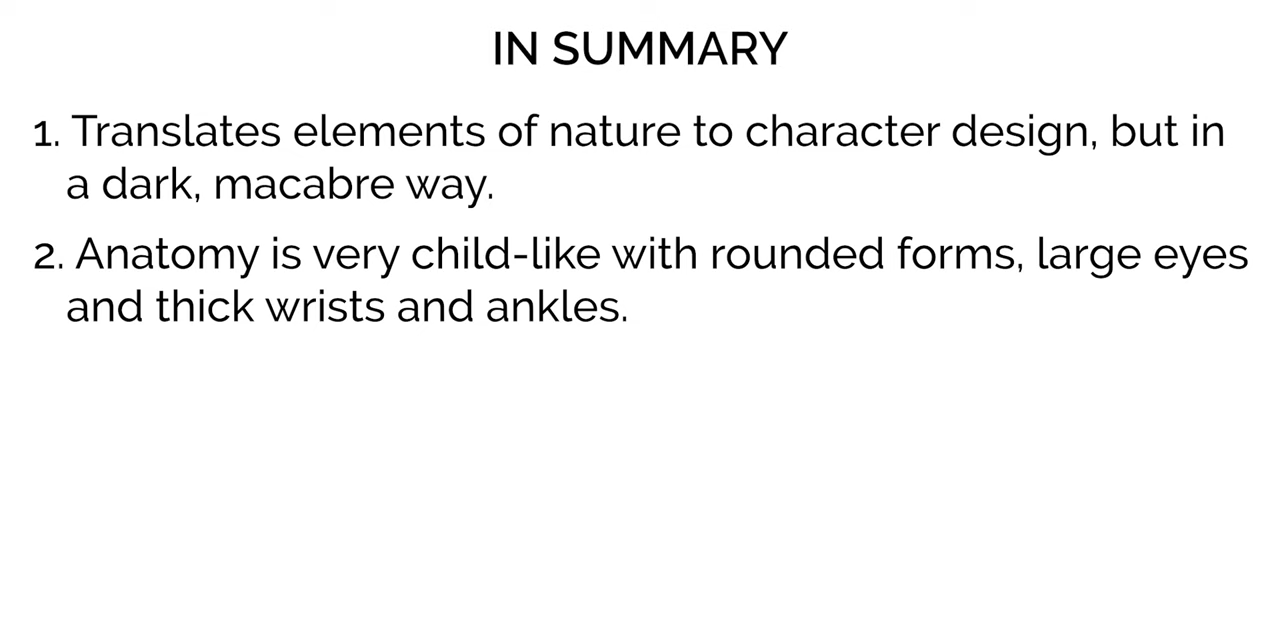 IN SUMMARY
1. Translates elements of nature to character design, but in
a dark, macabre way.
2. Anatomy is very child-like with rounded forms, large eyes
and thick wrists and ankles.